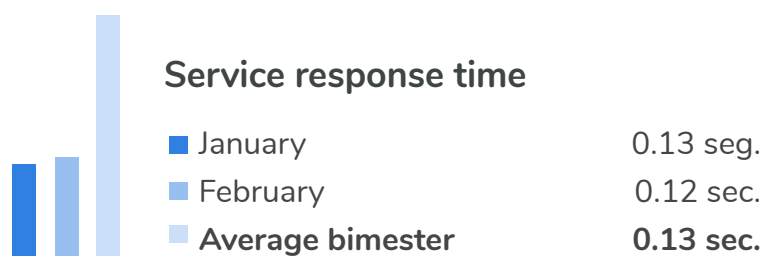 Service response time
January 0.13 seg.
February 0.12 sec.
Average bimester 0.13 sec.